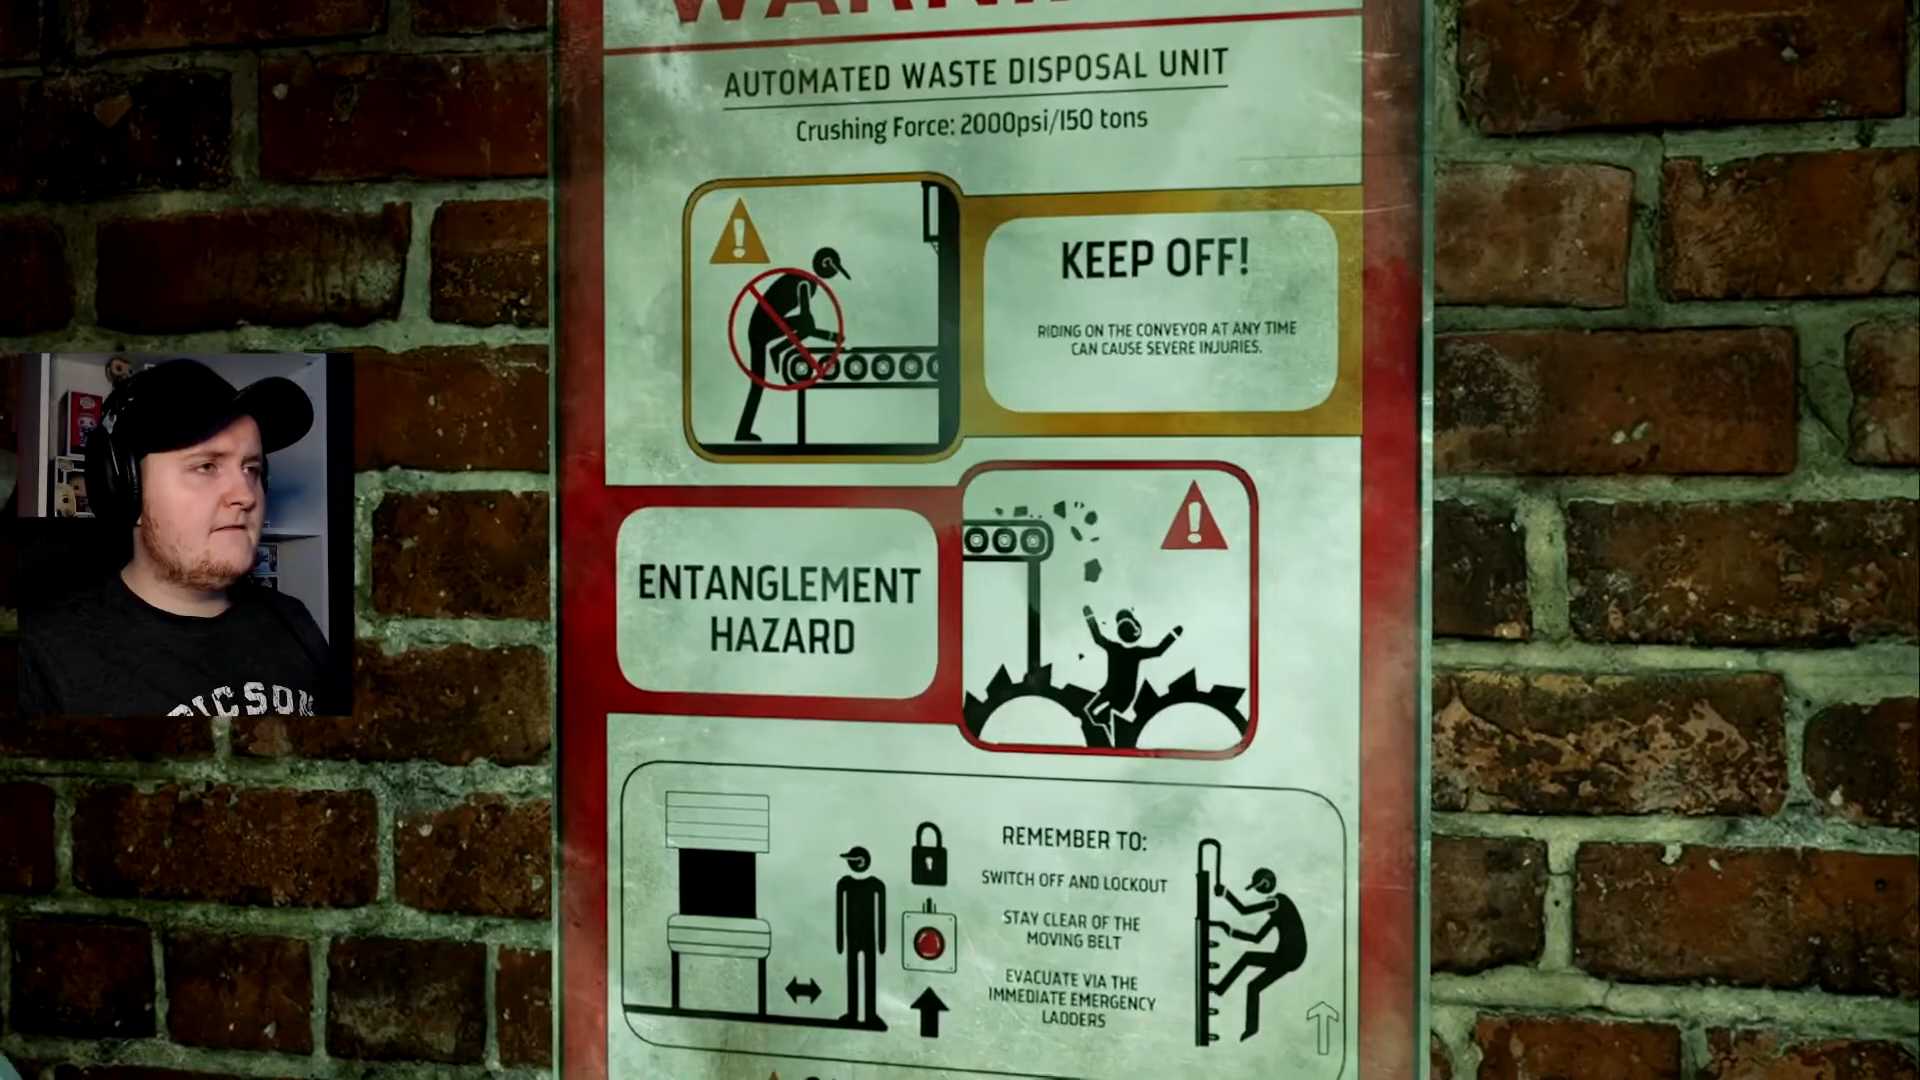 AUTOMATED WASTE DISPOSAL UNIT
Crushing Force: 2000psi/150 tons
KEEP OFF!
RIDING ON THE CONVEYOR AT ANY TIME
CAN CAUSE SEVERE INJURIES.
ENTANGLEMENT
HAZARD
REMEMBER TO:
SWITCH OFF AND LOCKOUT
STAY CLEAR OF THE
MOVING BELT
EVACUATE VIA THE
IMMEDIATE EMERGENCY
LADDERS